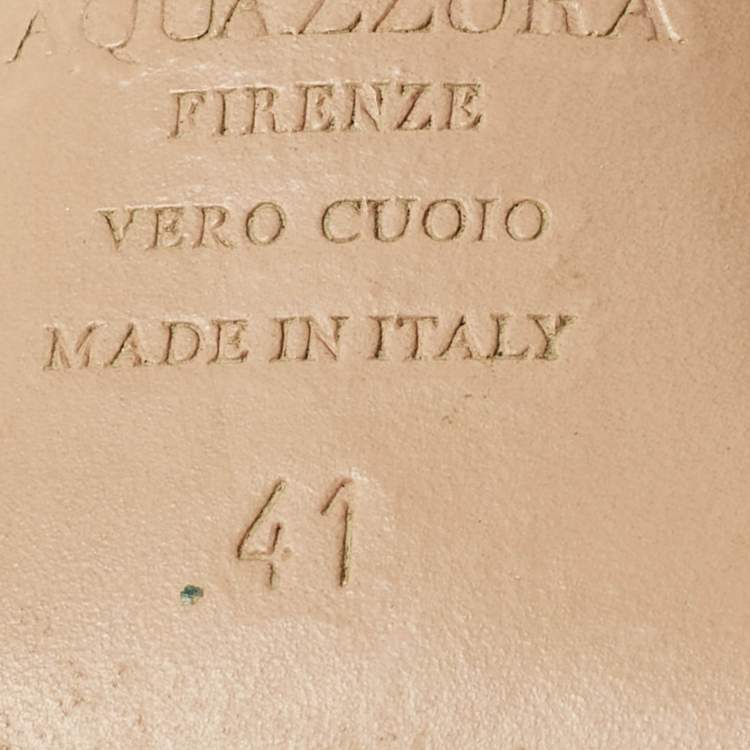 AQUAZZURA
FIRENZE
VERO CUOIO
MADE IN ITALY
41